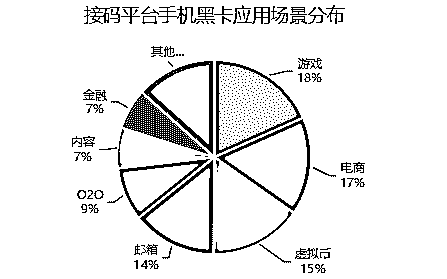 接码平台手机黑卡应用场景分布
其他...
游戏
18%
金融
7%
内容
7%
电商
17%
O2O
9%
邮箱
14%
虚拟后
15%